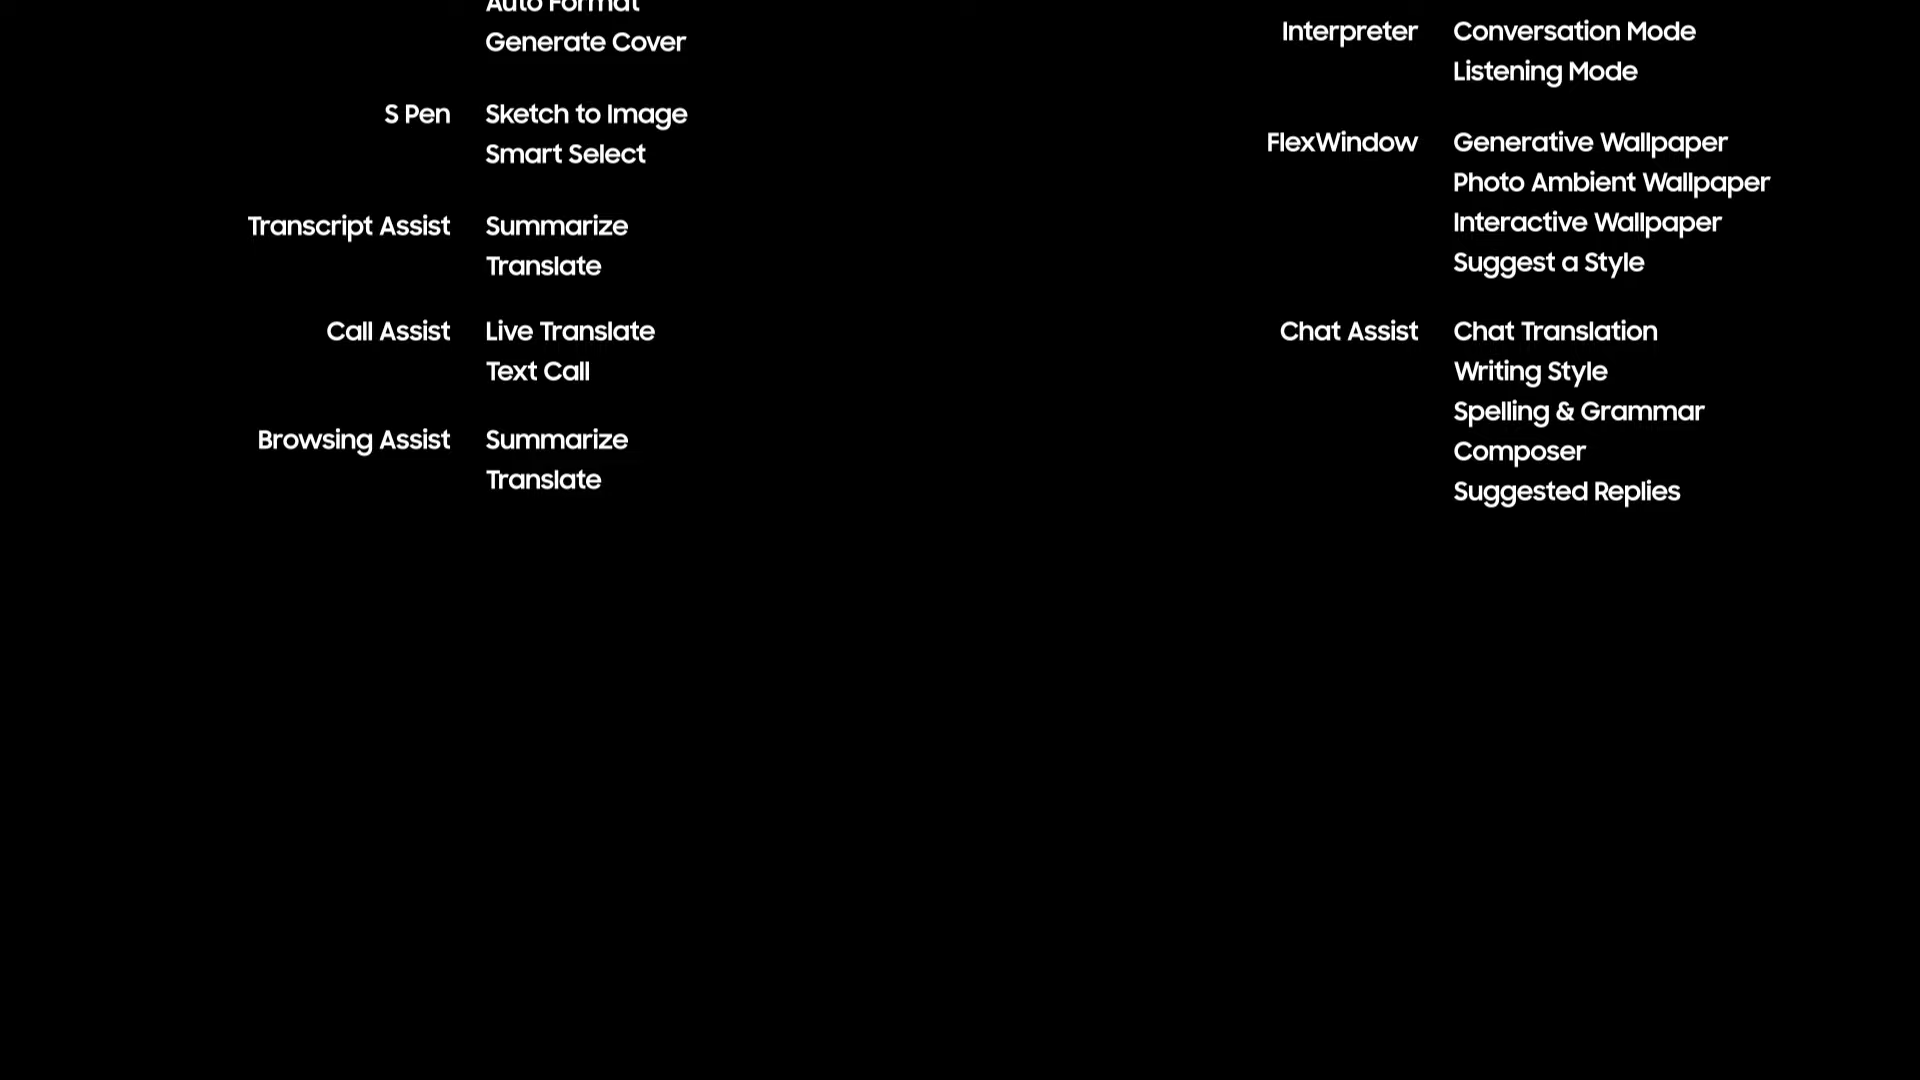 Auto Format
Generate Cover
S Pen Sketch to Image
Smart Select
Transcript Assist Summarize
Translate
Call Assist Live Translate
Text Call
Browsing Assist Summarize
Translate
Interpreter Conversation Mode
Listening Mode
FlexWindow Generative Wallpaper
Photo Ambient Wallpaper
Interactive Wallpaper
Suggest a Style
Chat Assist Chat Translation
Writing Style
Spelling & Grammar
Composer
Suggested Replies